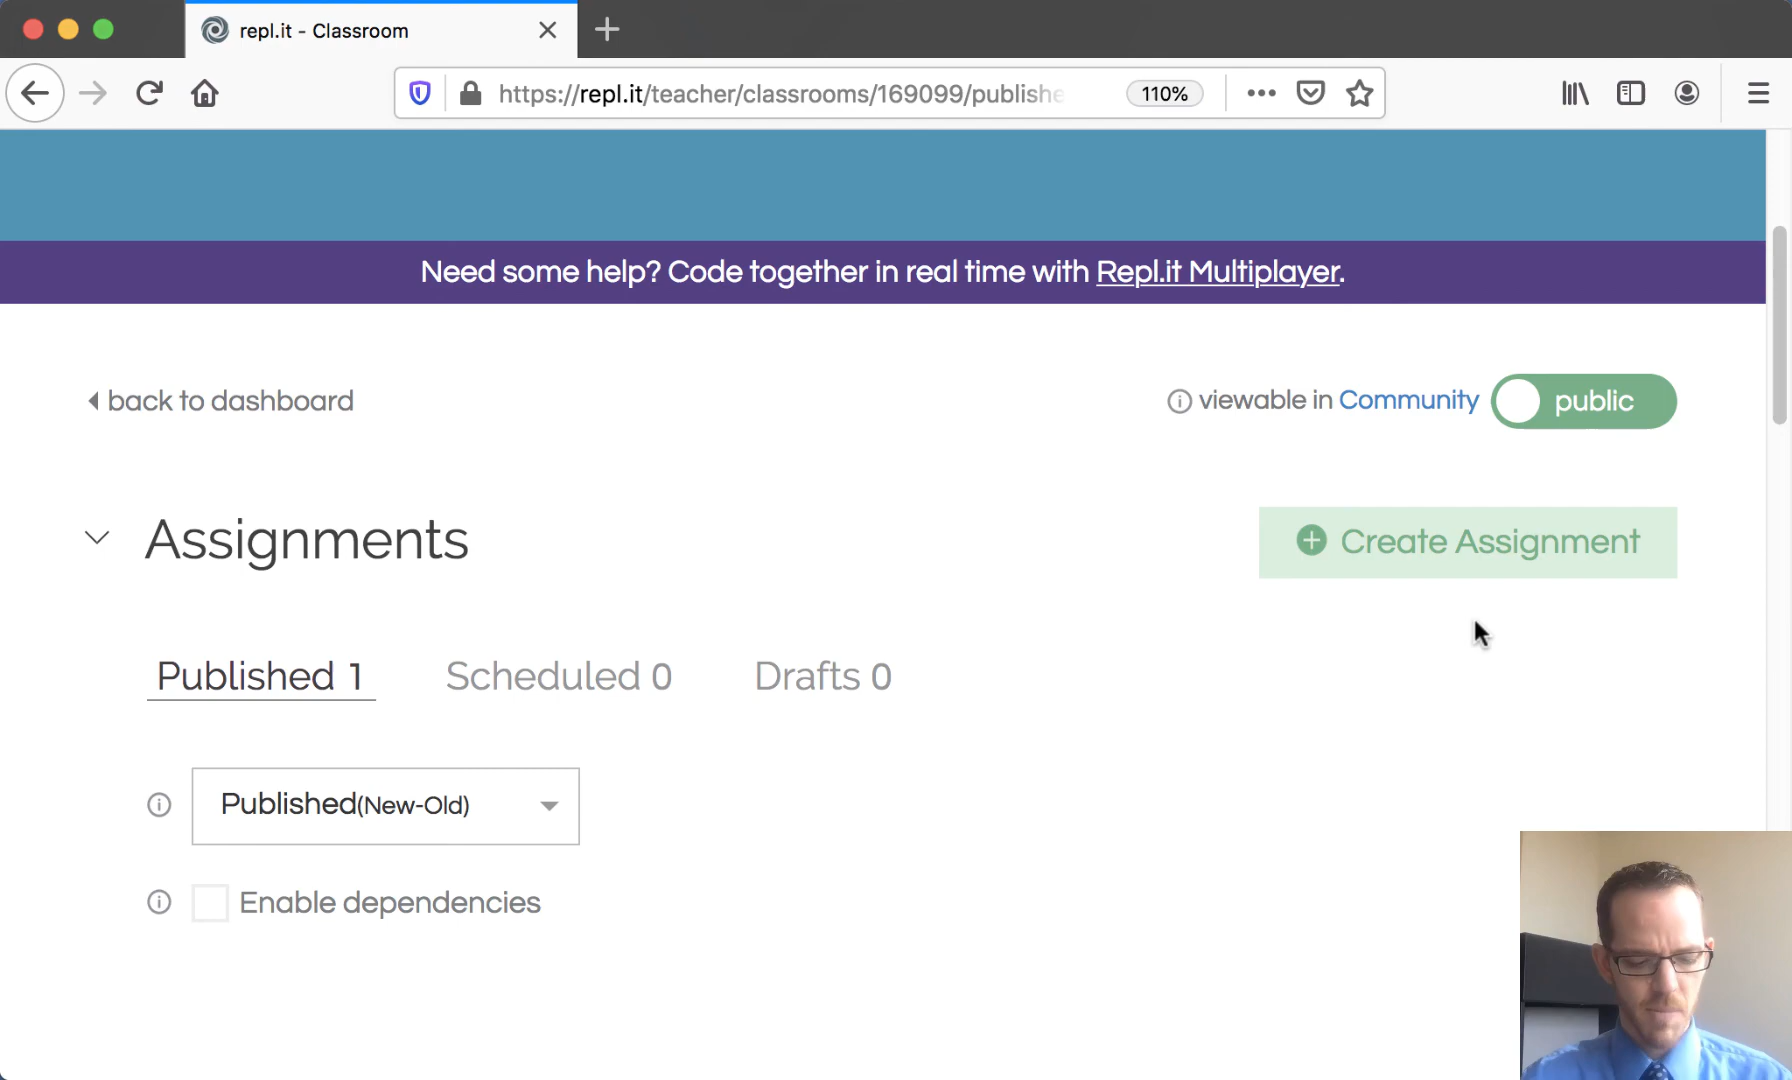 repl.it - Classroom
https://repl.it/teacher/classrooms/169099/publishe
110%
Need some help? Code together in real time with Repl.it Multiplayer.
back to dashboard
viewable in Community
public
Assignments
Create Assignment
Published 1
Scheduled 0
Drafts 0
Published(New-Old)
Enable dependencies